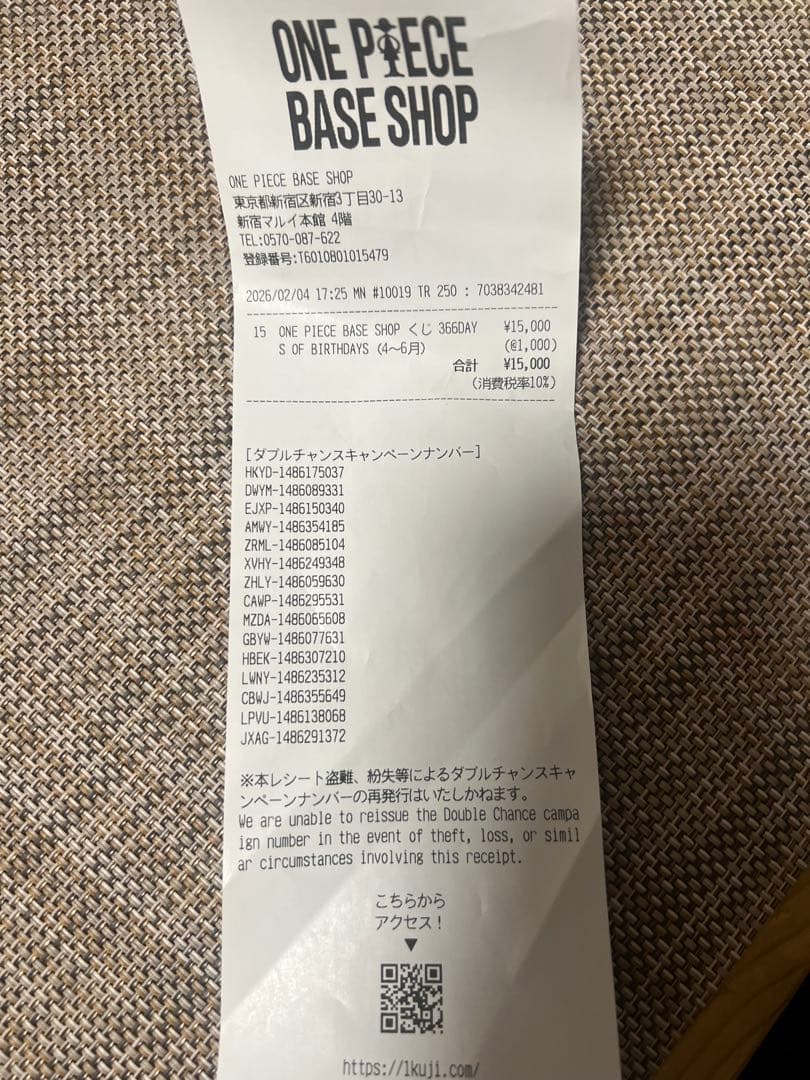 ONE PIECE
BASE SHOP
ONE PIECE BASE SHOP
東京都新宿区新宿3丁目30-13
新宿マルイ本館 4階
TEL:0570-087-622
登録番号:T6010801015479
2026/02/04 17:25 MN #10019 TR 250 : 7038342481
15 ONE PIECE BASE SHOP くじ 366DAY ¥15,000
S OF BIRTHDAYS (4〜6月) (@1,000)
合計 ¥15,000
(消費税率10%)
[ダブルチャンスキャンペーンナンバー]
HKYD-1486175037
DWYM-1486089331
EJXP-1486150340
AMWY-1486354185
ZRML-1486085104
XVHY-1486249348
ZHLY-1486059630
CAWP-1486295531
MZDA-1486065608
GBYW-1486077631
HBEK-1486307210
LWNY-1486235312
CBWJ-1486355649
LPVU-1486138068
JXAG-1486291372
※本レシート盗難、紛失等によるダブルチャンスキャ
ンペーンナンバーの再発行はいたしかねます。
We are unable to reissue the Double Chance campa
ign number in the event of theft, loss, or simil
ar circumstances involving this receipt.
こちらから
アクセス!
▼
https://1kuji.com/